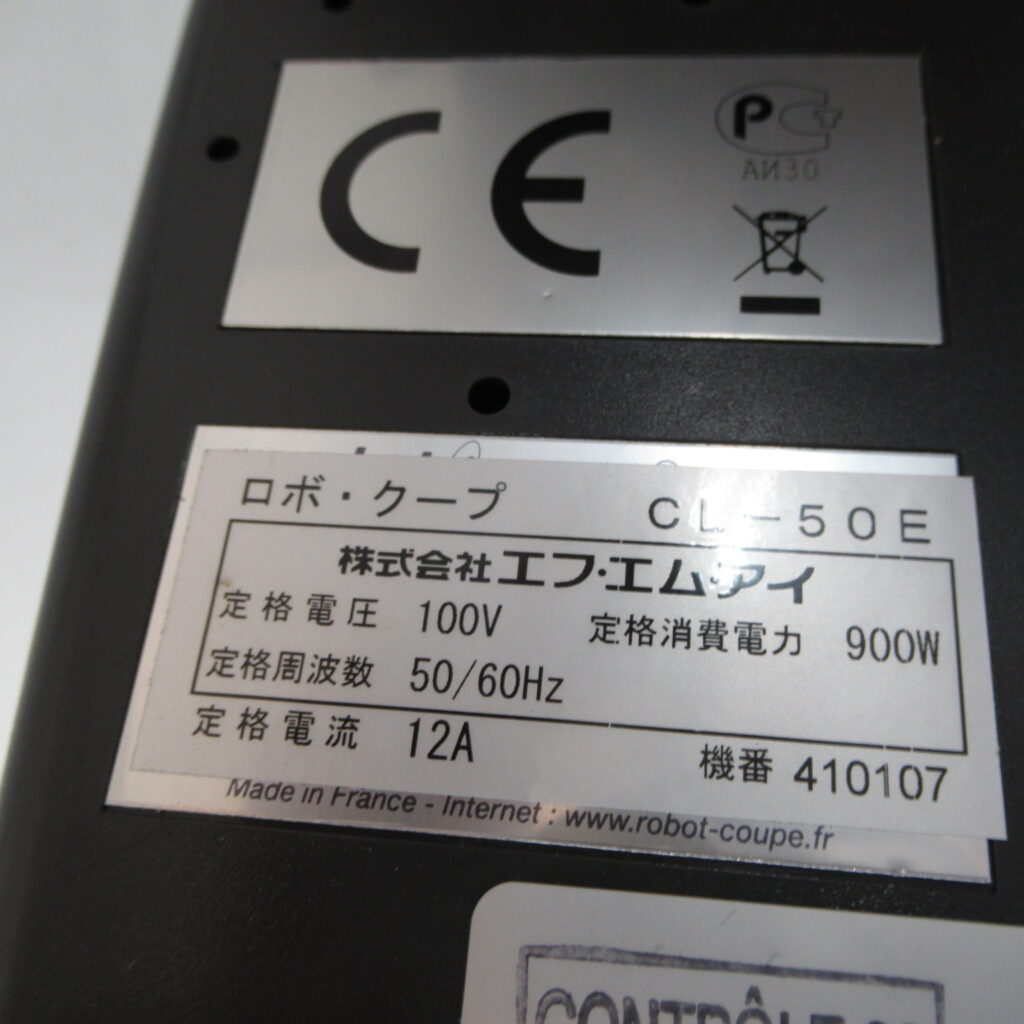 CE
PCT
АИ30
ロボ・クープ CL-50E
株式会社エフ・エム・アイ
定格電圧 100V 定格消費電力 900W
定格周波数 50/60Hz
定格電流 12A 機番 410107
Made in France - Internet : www.robot-coupe.fr
CONTRÔLE